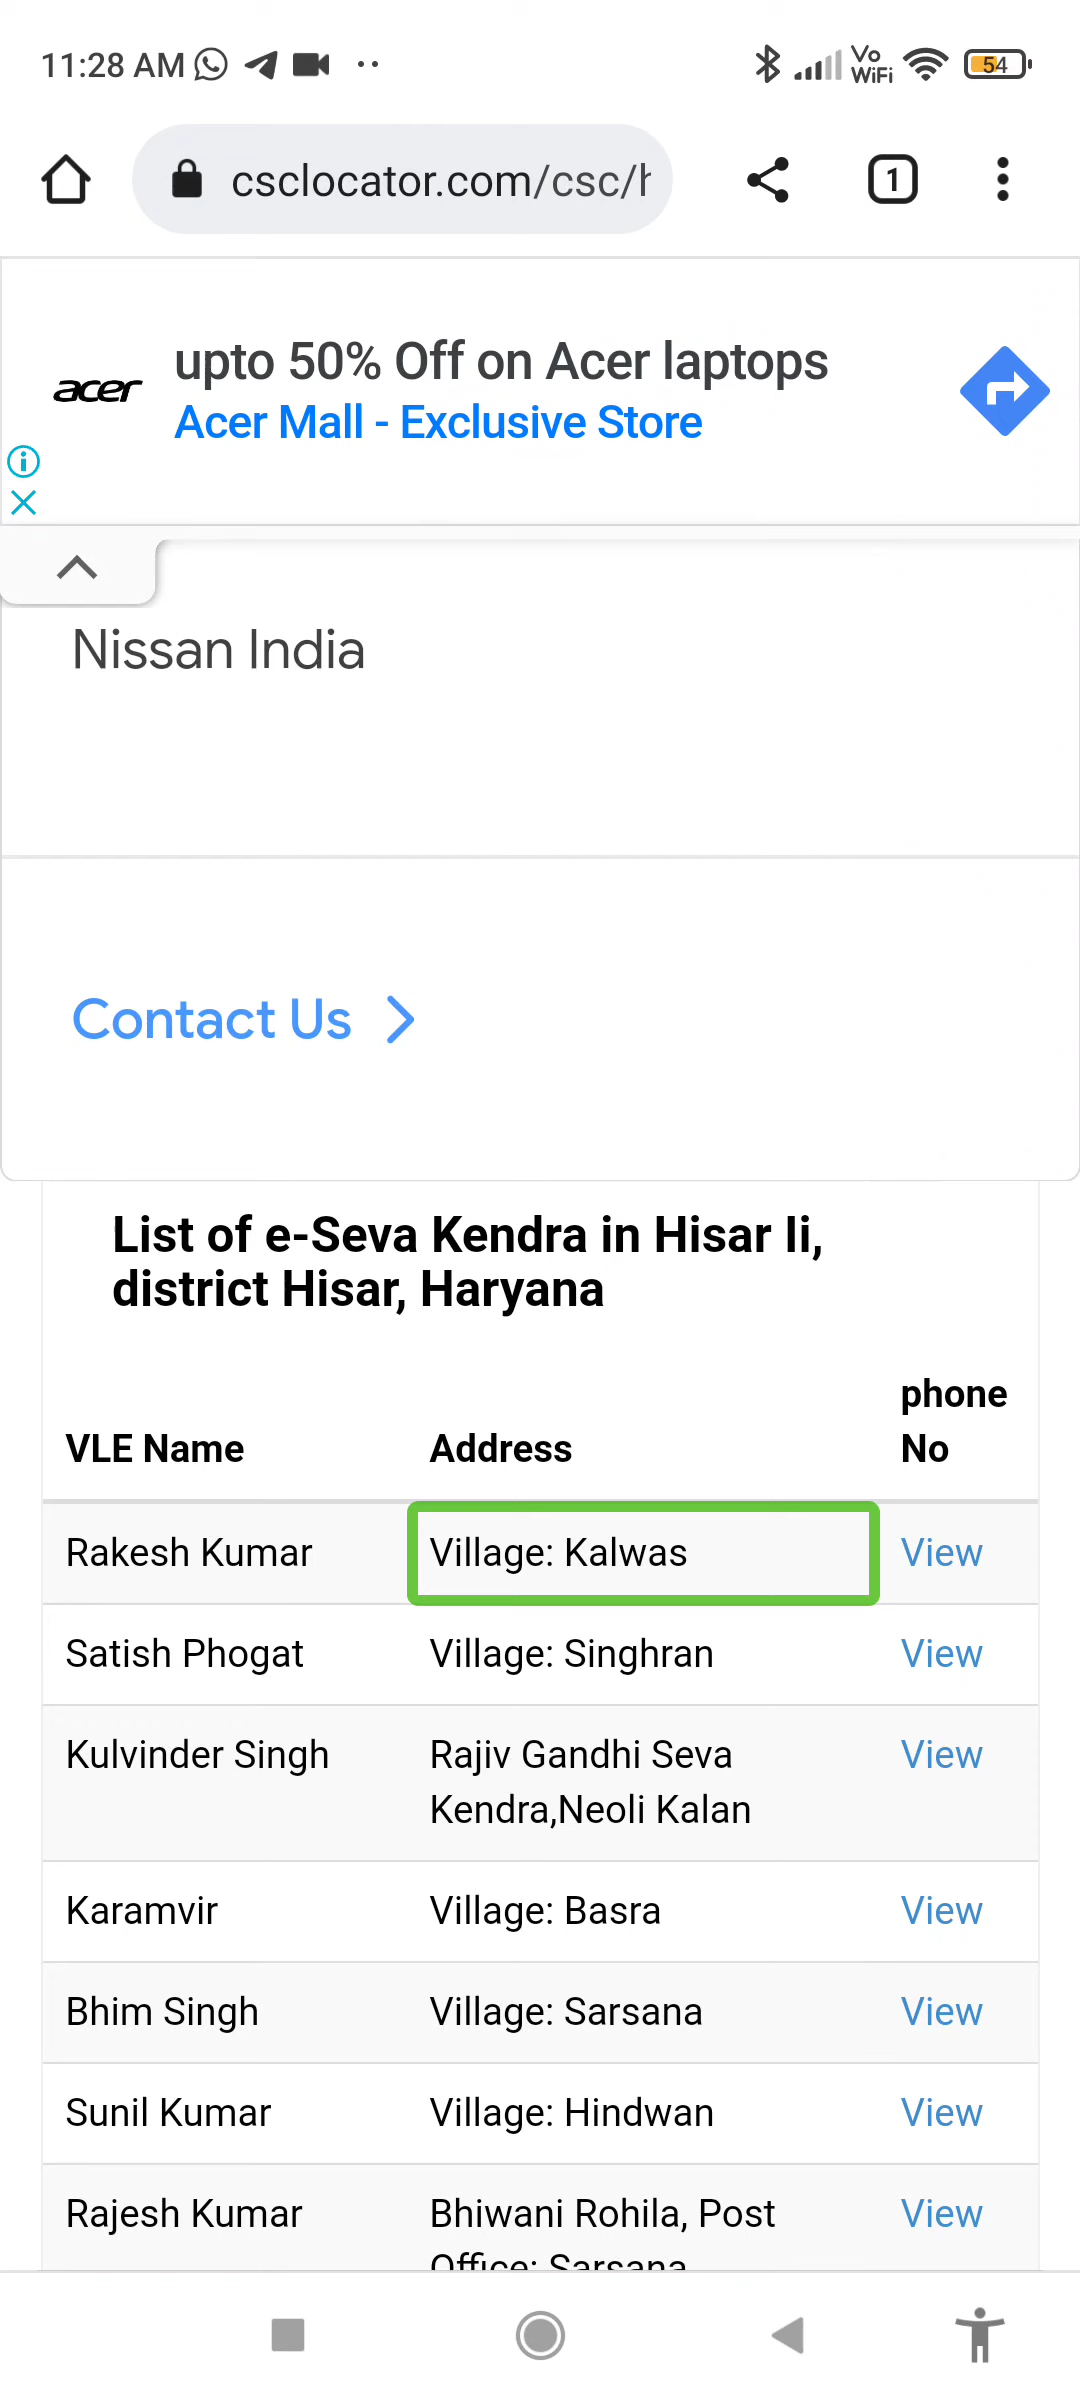 11:28 AM
Vo
WiFi
54
csclocator.com/csc/h
1
acer
upto 50% Off on Acer laptops
Acer Mall - Exclusive Store
Nissan India
Contact Us
List of e-Seva Kendra in Hisar Ii,
district Hisar, Haryana
VLE Name Address phone No
Rakesh Kumar Village: Kalwas View
Satish Phogat Village: Singhran View
Kulvinder Singh Rajiv Gandhi Seva View
Kendra,Neoli Kalan
Karamvir Village: Basra View
Bhim Singh Village: Sarsana View
Sunil Kumar Village: Hindwan View
Rajesh Kumar Bhiwani Rohila, Post View
Office: Sarsana